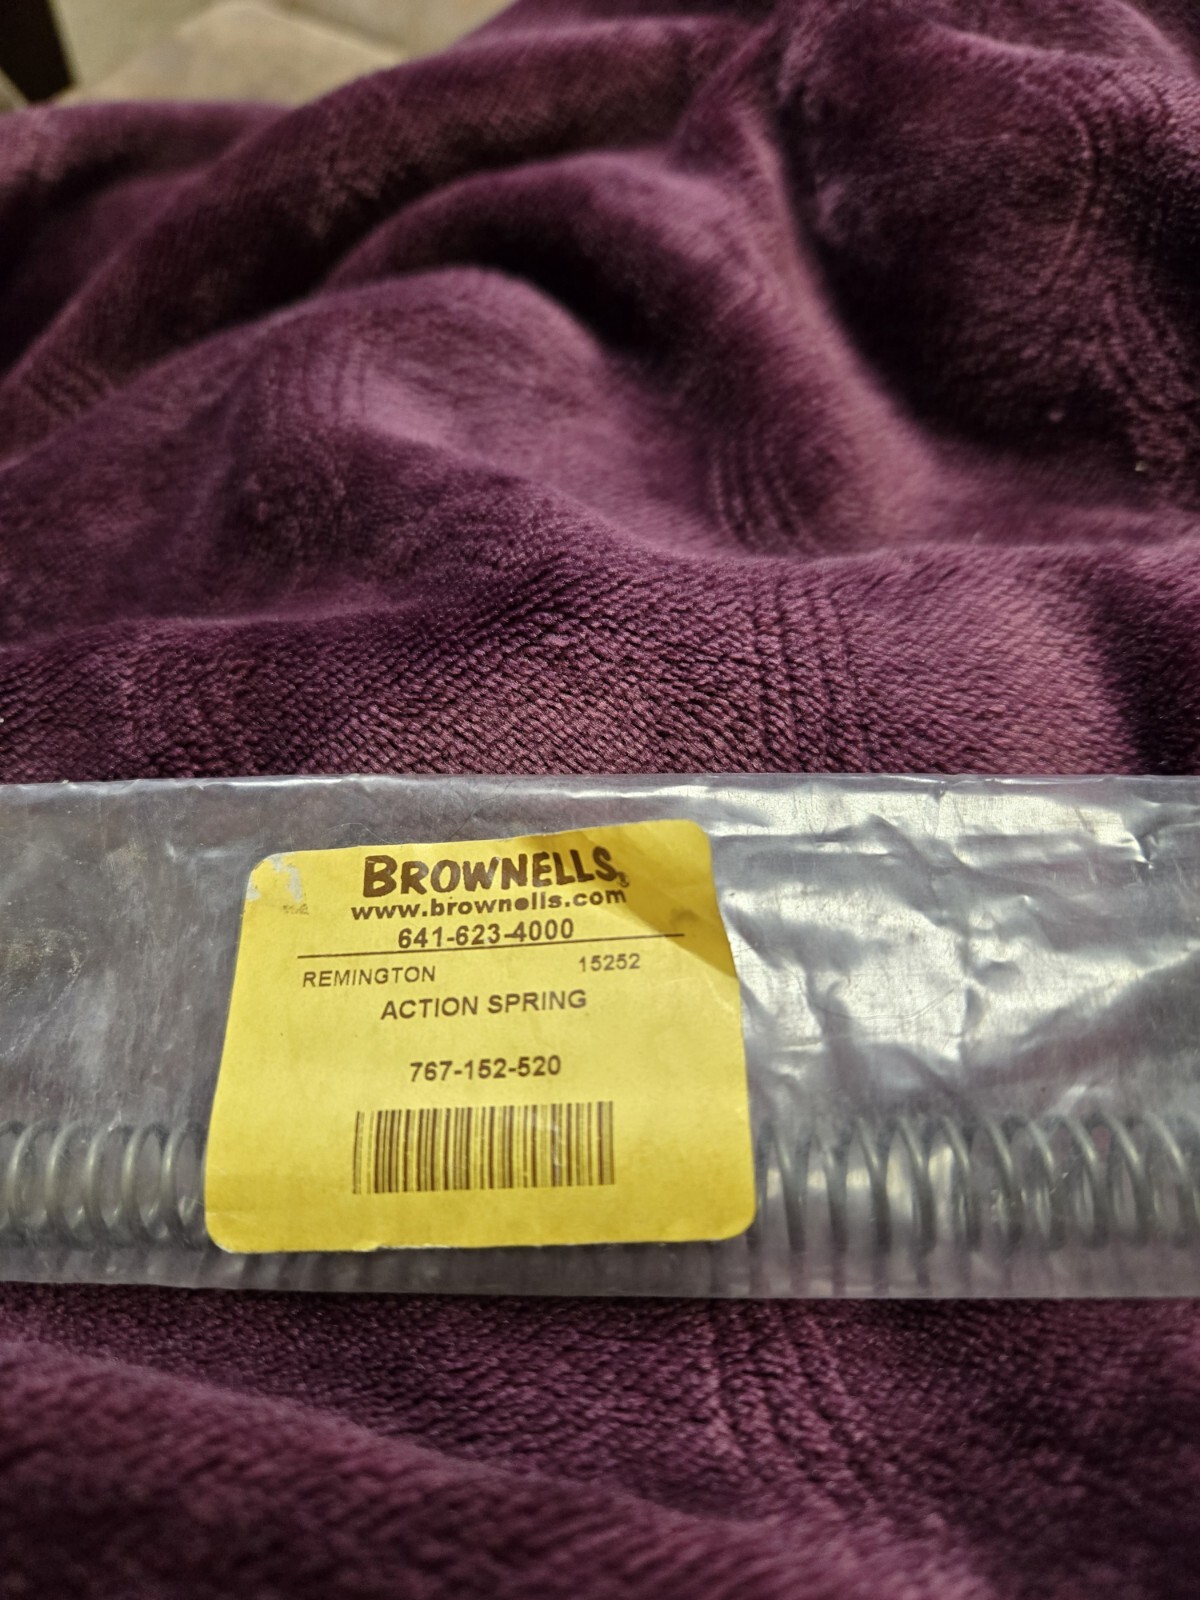 BROWNELLS®
www.brownells.com
641-623-4000
REMINGTON 15252
ACTION SPRING
767-152-520